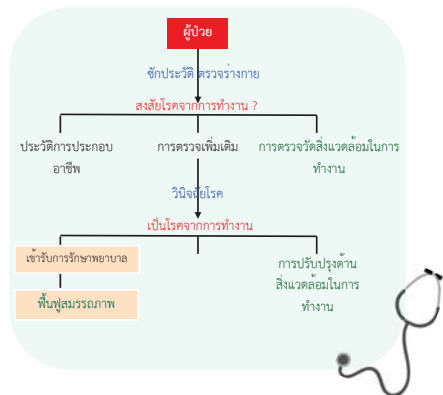 ผู้ป่วย
ซักประวัติ ตรวจร่างกาย
สงสัยโรคจากการทำงาน ?
ประวัติการประกอบ
อาชีพ
การตรวจเพิ่มเติม
การตรวจวัดสิ่งแวดล้อมในการ
ทำงาน
วินิจฉัยโรค
เป็นโรคจากการทำงาน
เข้ารับการรักษาพยาบาล
ฟื้นฟูสมรรถภาพ
การปรับปรุงด้าน
สิ่งแวดล้อมในการ
ทำงาน